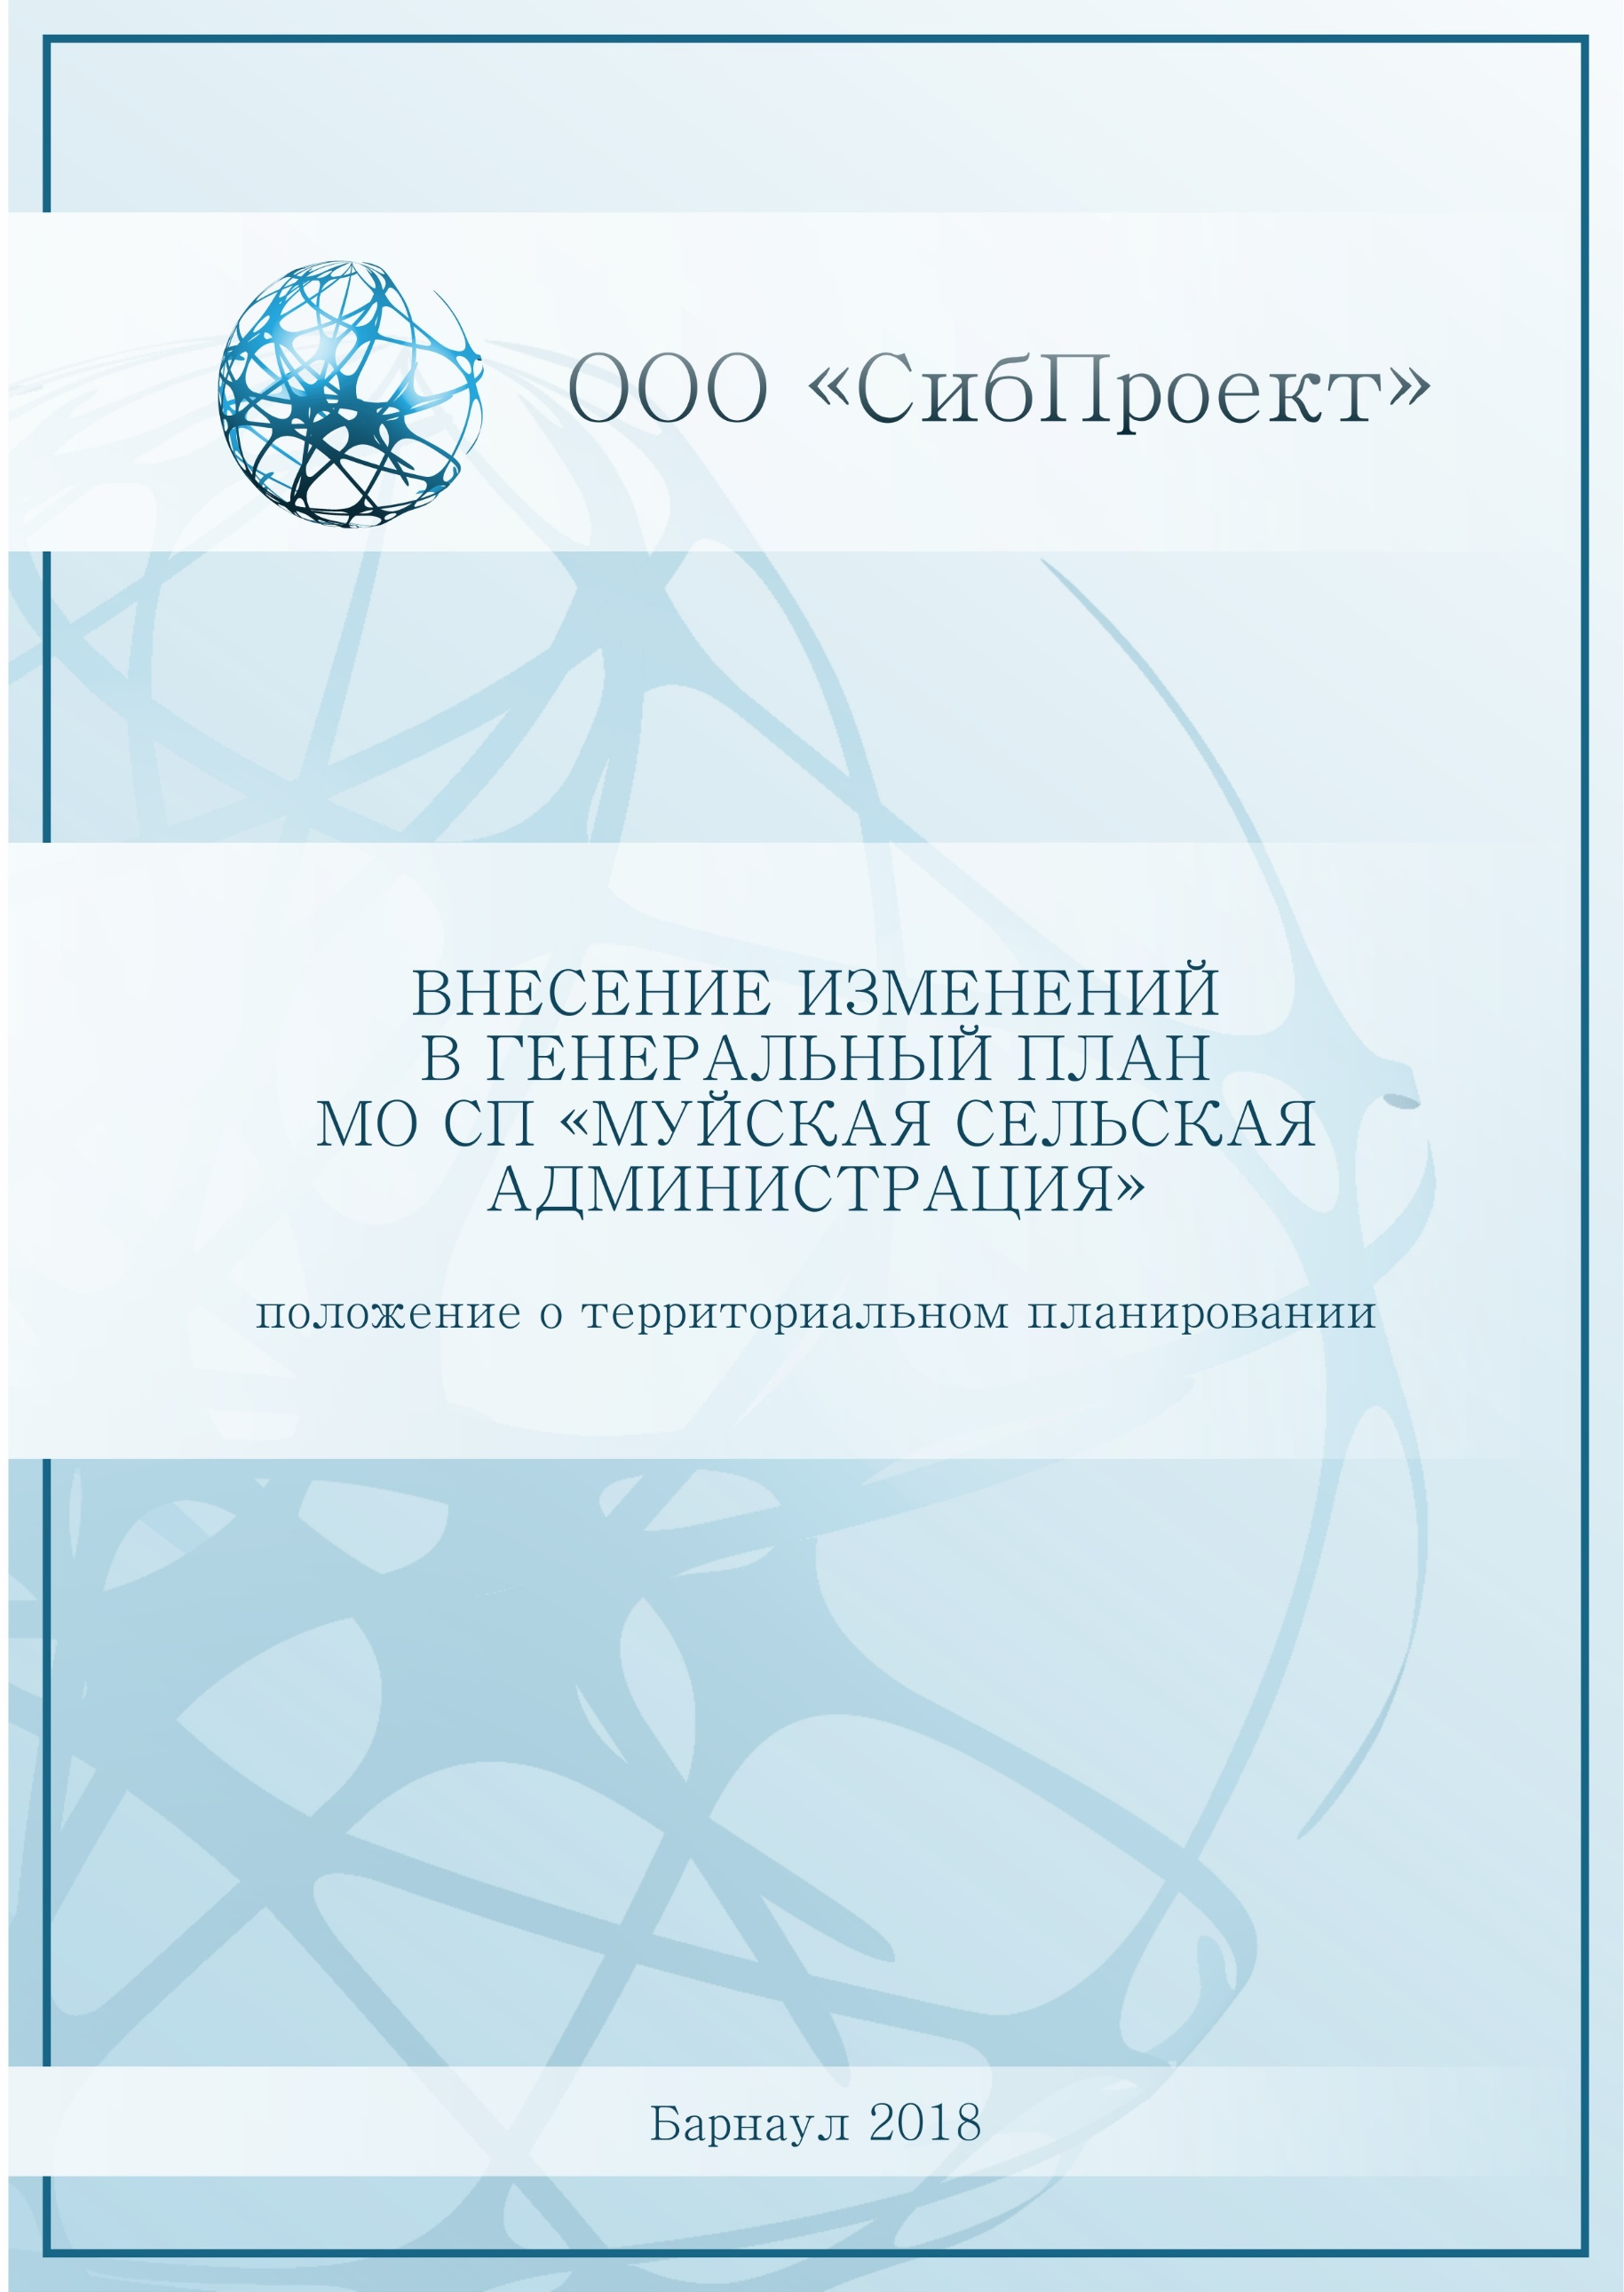 ООО «СибПроект»
ВНЕСЕНИЕ ИЗМЕНЕНИЙ
В ГЕНЕРАЛЬНЫЙ ПЛАН
МО СП «МУЙСКАЯ СЕЛЬСКАЯ
АДМИНИСТРАЦИЯ»
положение о территориальном планировании
Барнаул 2018